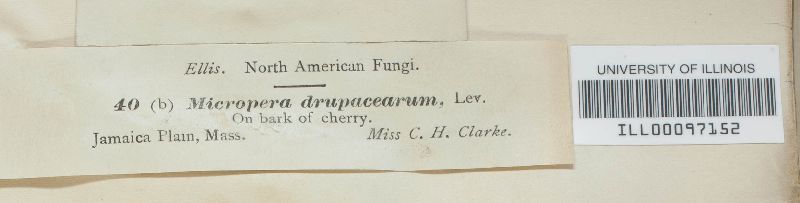 Ellis. North American Fungi.
40 (b) Micropera drupacearum, Lev.
On bark of cherry.
Jamaica Plain, Mass. Miss C. H. Clarke.
UNIVERSITY OF ILLINOIS
ILL00097152